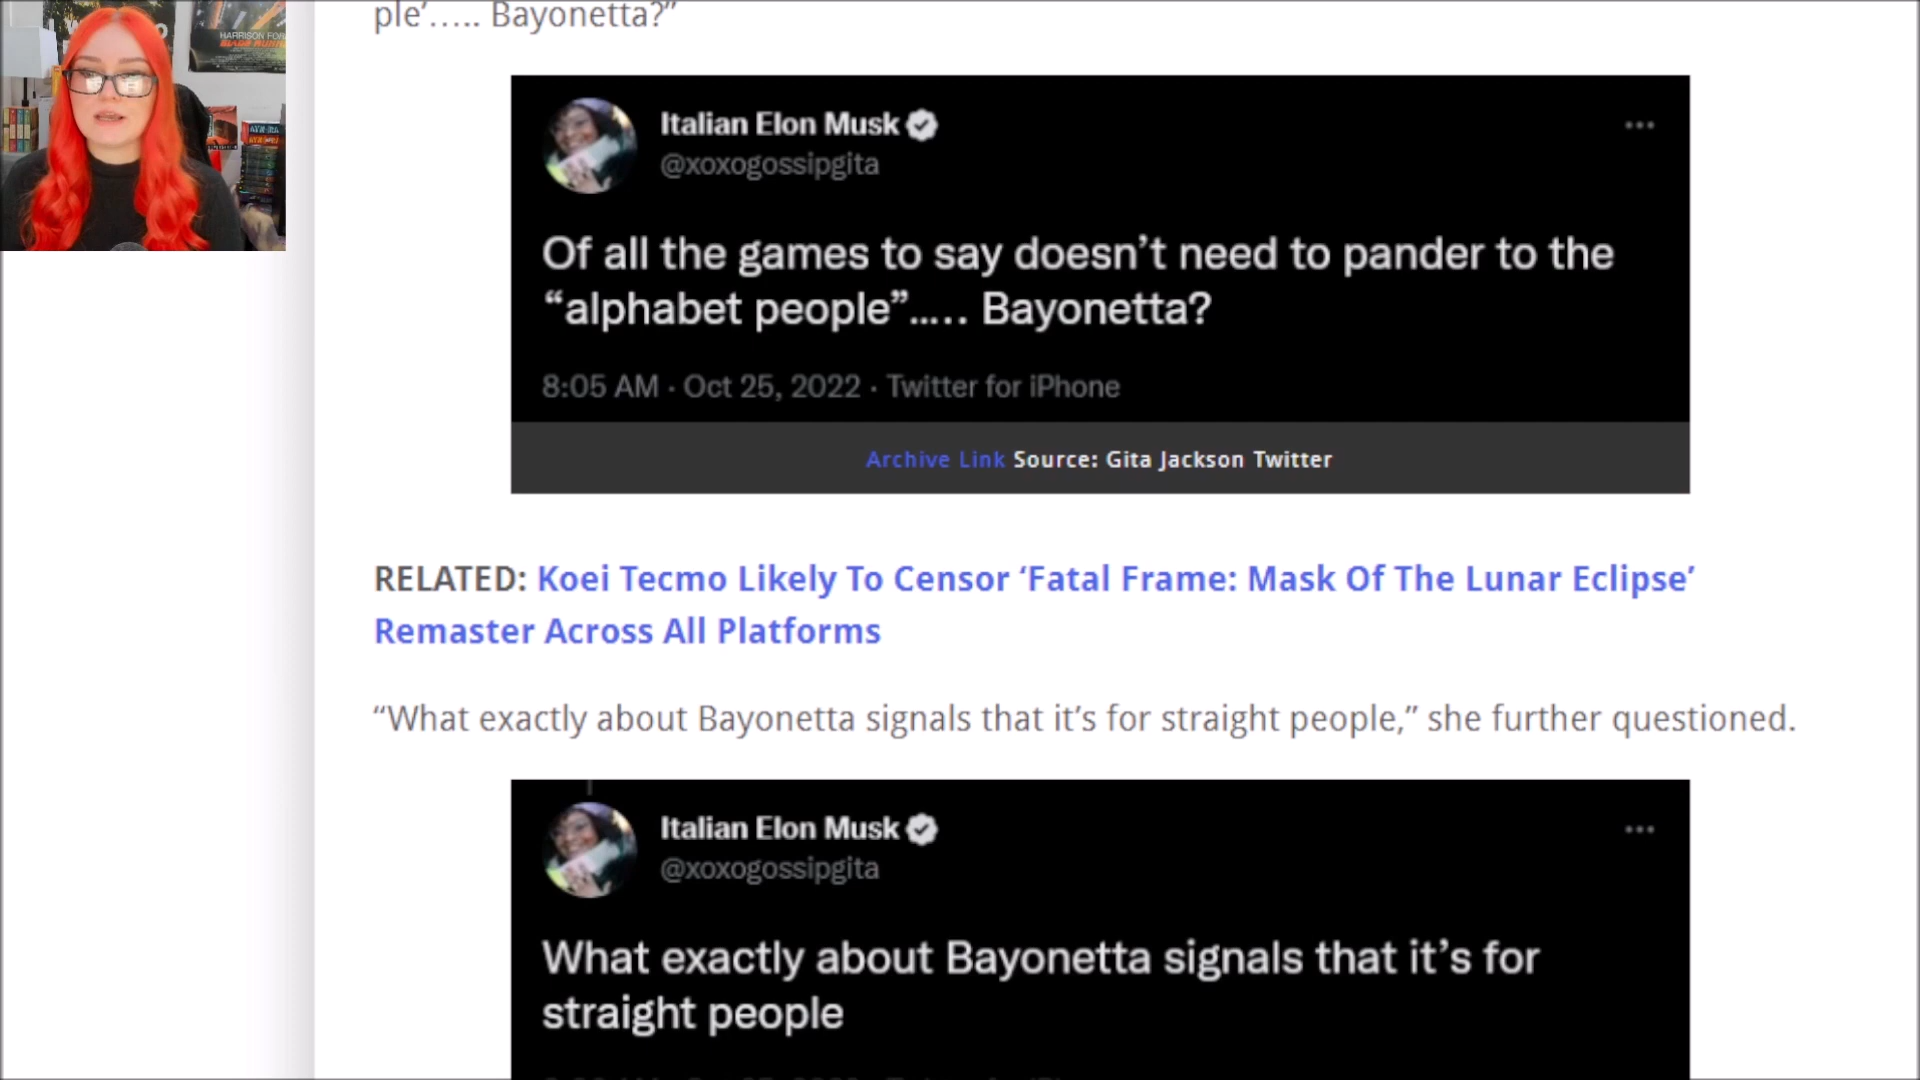 HARRISON FORD
BLADE RUNNER
ple’….. Bayonetta?”
Italian Elon Musk
@xoxogossipgita
Of all the games to say doesn’t need to pander to the
“alphabet people”….. Bayonetta?
8:05 AM · Oct 25, 2022 · Twitter for iPhone
Archive Link Source: Gita Jackson Twitter
RELATED: Koei Tecmo Likely To Censor ‘Fatal Frame: Mask Of The Lunar Eclipse’
Remaster Across All Platforms
“What exactly about Bayonetta signals that it’s for straight people,” she further questioned.
Italian Elon Musk
@xoxogossipgita
What exactly about Bayonetta signals that it’s for
straight people